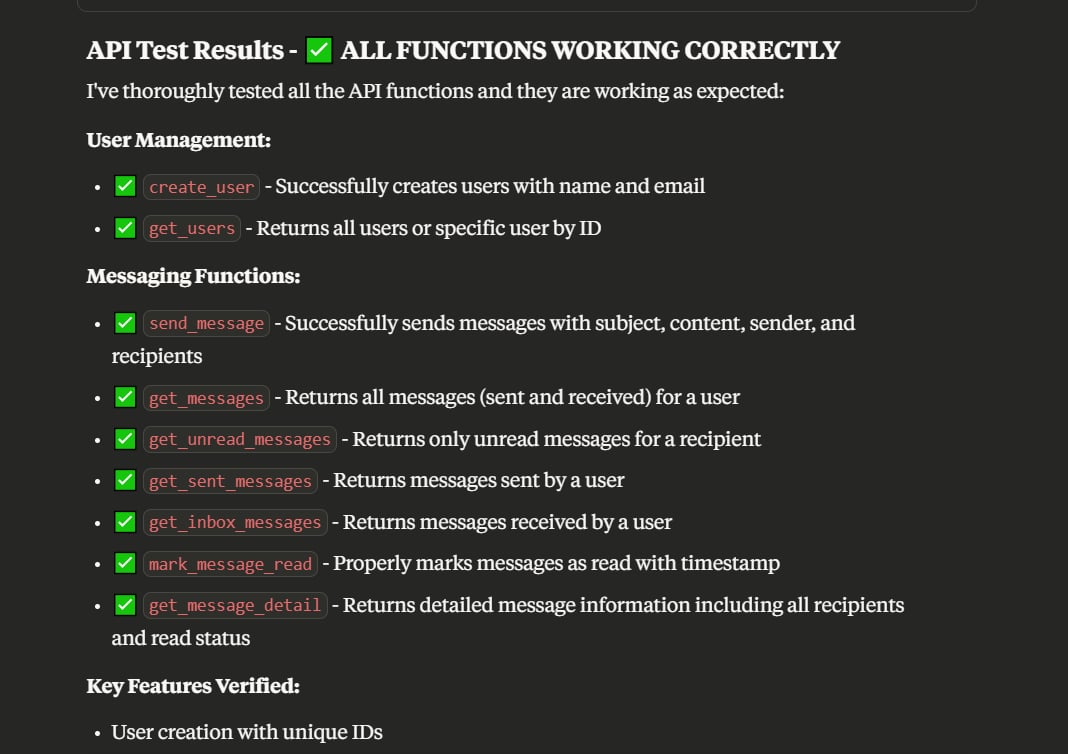 API Test Results - ✅ ALL FUNCTIONS WORKING CORRECTLY
I've thoroughly tested all the API functions and they are working as expected:
User Management:
• ✅ create_user - Successfully creates users with name and email
• ✅ get_users - Returns all users or specific user by ID
Messaging Functions:
• ✅ send_message - Successfully sends messages with subject, content, sender, and
recipients
• ✅ get_messages - Returns all messages (sent and received) for a user
• ✅ get_unread_messages - Returns only unread messages for a recipient
• ✅ get_sent_messages - Returns messages sent by a user
• ✅ get_inbox_messages - Returns messages received by a user
• ✅ mark_message_read - Properly marks messages as read with timestamp
• ✅ get_message_detail - Returns detailed message information including all recipients
and read status
Key Features Verified:
• User creation with unique IDs